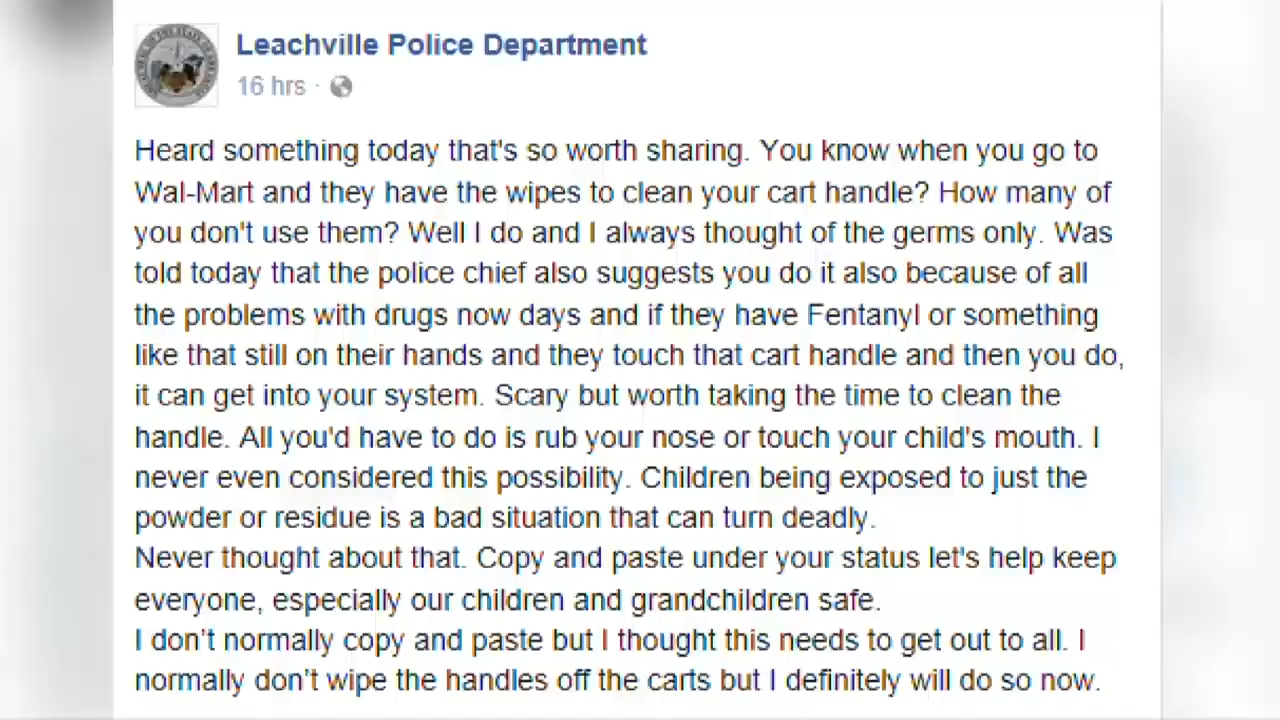 Leachville Police Department
16 hrs ·
Heard something today that's so worth sharing. You know when you go to
Wal-Mart and they have the wipes to clean your cart handle? How many of
you don't use them? Well I do and I always thought of the germs only. Was
told today that the police chief also suggests you do it also because of all
the problems with drugs now days and if they have Fentanyl or something
like that still on their hands and they touch that cart handle and then you do,
it can get into your system. Scary but worth taking the time to clean the
handle. All you'd have to do is rub your nose or touch your child's mouth. I
never even considered this possibility. Children being exposed to just the
powder or residue is a bad situation that can turn deadly.
Never thought about that. Copy and paste under your status let's help keep
everyone, especially our children and grandchildren safe.
I don't normally copy and paste but I thought this needs to get out to all. I
normally don't wipe the handles off the carts but I definitely will do so now.